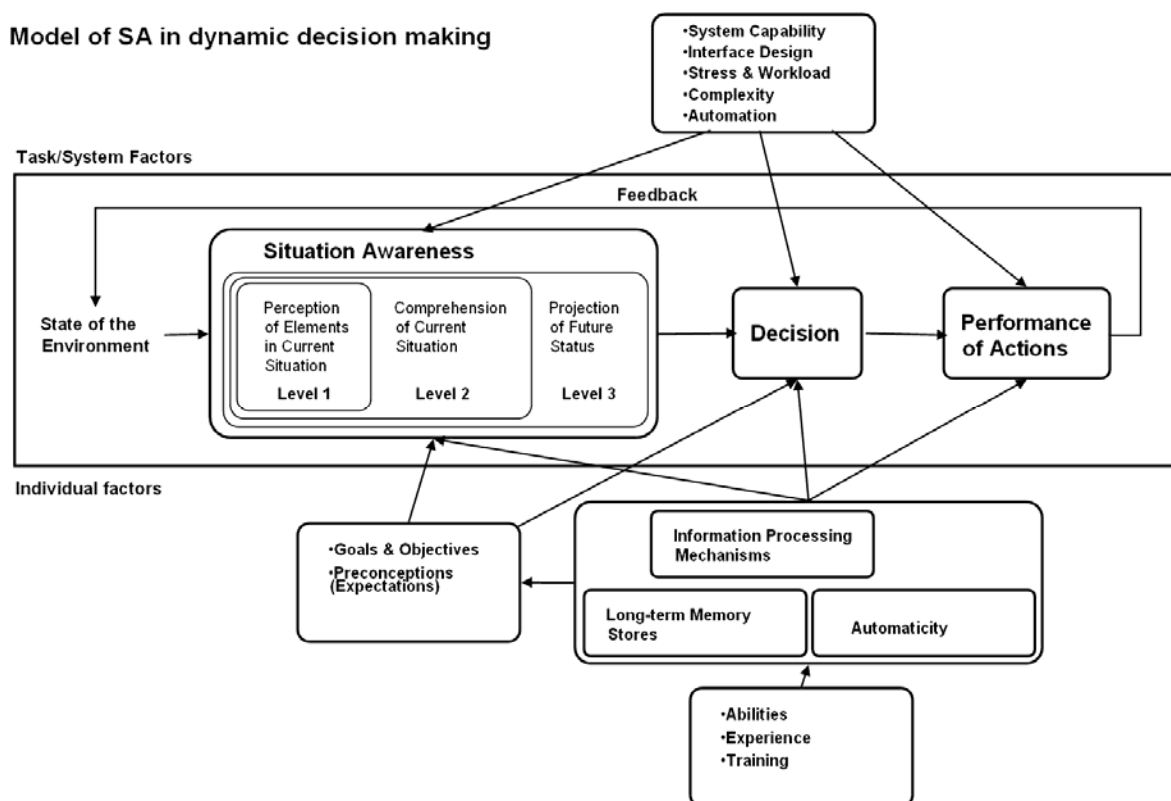 Model of SA in dynamic decision making
•System Capability
•Interface Design
•Stress & Workload
•Complexity
•Automation
Task/System Factors
Feedback
Situation Awareness
State of the
Environment
Perception
of Elements
in Current
Situation
Level 1
Comprehension
of Current
Situation
Level 2
Projection
of Future
Status
Level 3
Decision
Performance
of Actions
Individual factors
•Goals & Objectives
•Preconceptions
(Expectations)
Information Processing
Mechanisms
Long-term Memory
Stores
Automaticity
•Abilities
•Experience
•Training